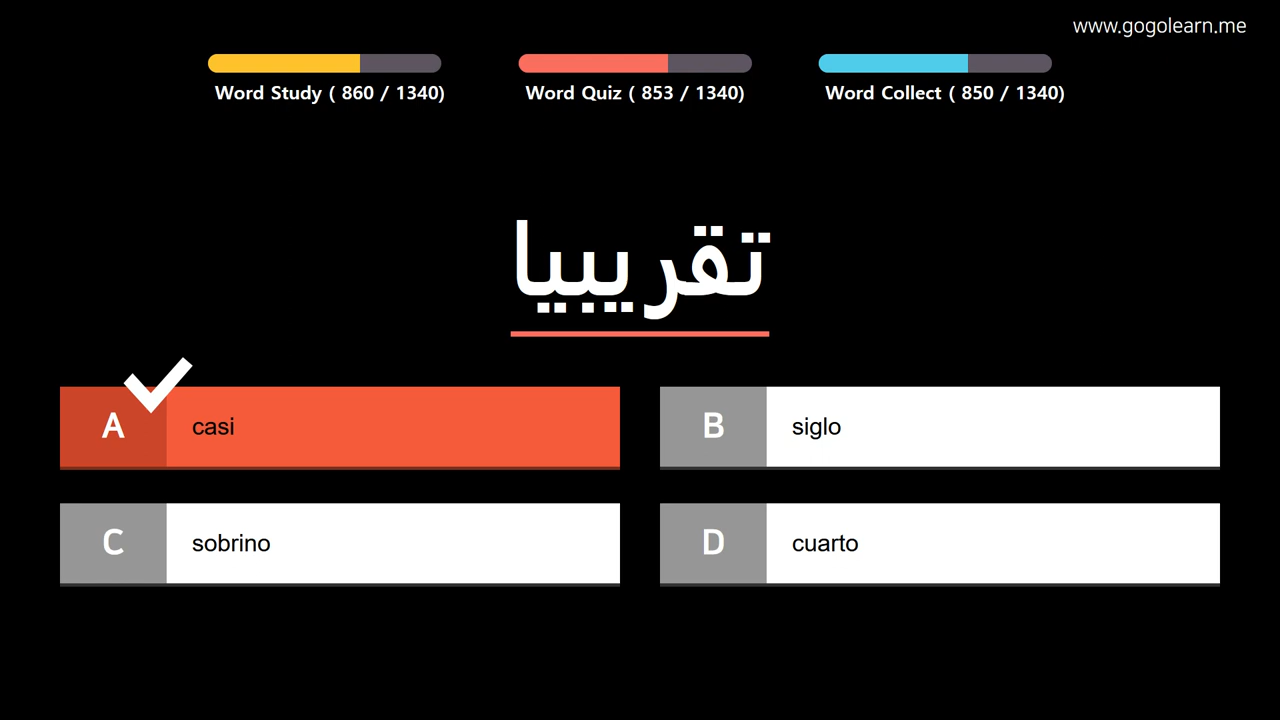 www.gogolearn.me
Word Study ( 860 / 1340)
Word Quiz ( 853 / 1340)
Word Collect ( 850 / 1340)
تقريبيا
A casi
B siglo
C sobrino
D cuarto